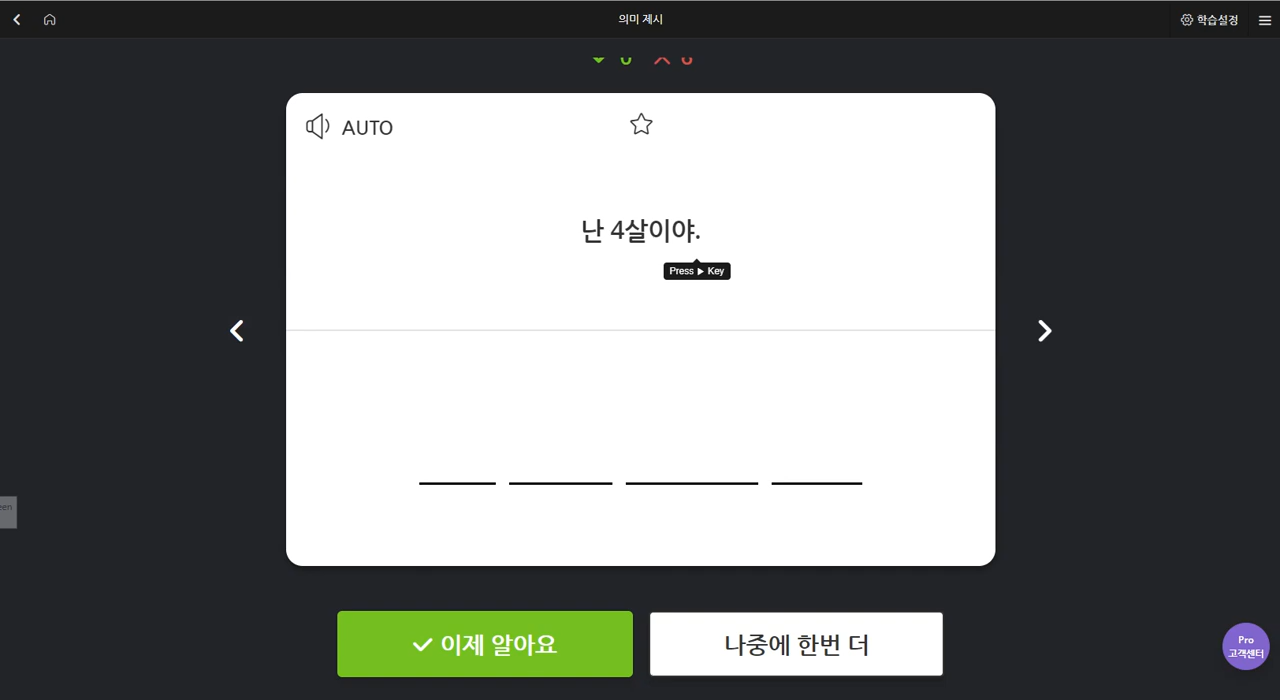 의미 제시
학습설정
AUTO
난 4살이야.
Press ▶ Key
een
이제 알아요
나중에 한번 더
Pro
고객센터